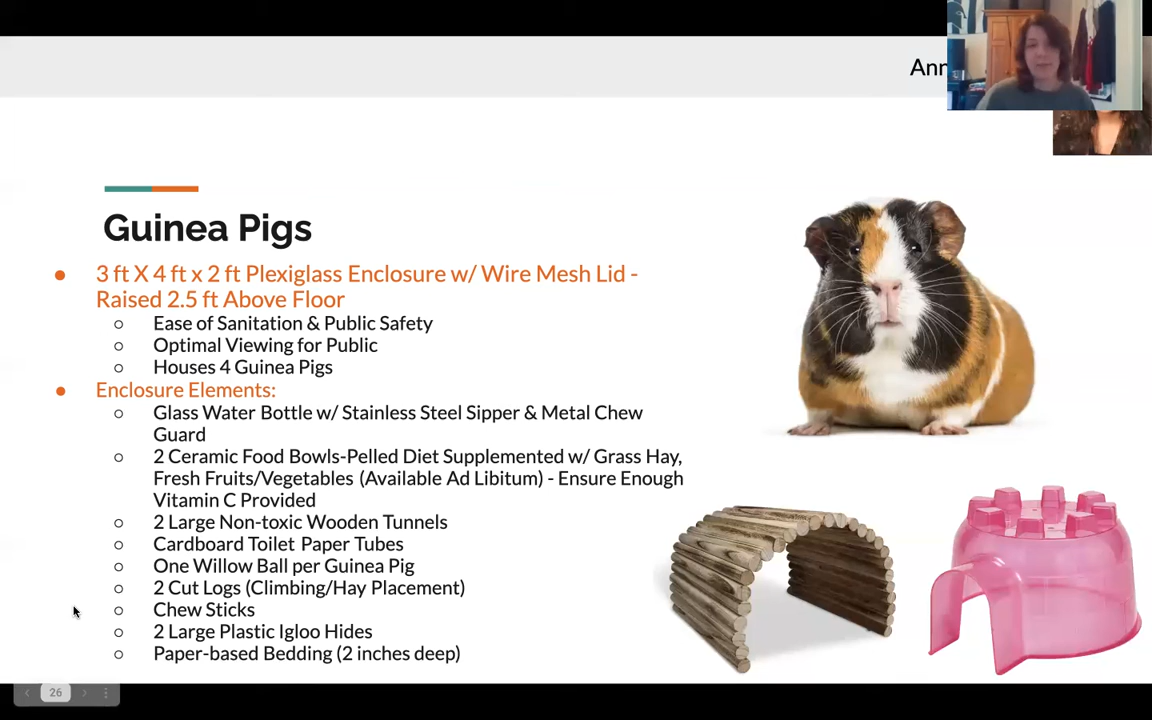 Ann
Guinea Pigs
3 ft X 4 ft x 2 ft Plexiglass Enclosure w/ Wire Mesh Lid -
Raised 2.5 ft Above Floor
Ease of Sanitation & Public Safety
Optimal Viewing for Public
Houses 4 Guinea Pigs
Enclosure Elements:
Glass Water Bottle w/ Stainless Steel Sipper & Metal Chew
Guard
2 Ceramic Food Bowls-Pelled Diet Supplemented w/ Grass Hay,
Fresh Fruits/Vegetables (Available Ad Libitum) - Ensure Enough
Vitamin C Provided
2 Large Non-toxic Wooden Tunnels
Cardboard Toilet Paper Tubes
One Willow Ball per Guinea Pig
2 Cut Logs (Climbing/Hay Placement)
Chew Sticks
2 Large Plastic Igloo Hides
Paper-based Bedding (2 inches deep)
26